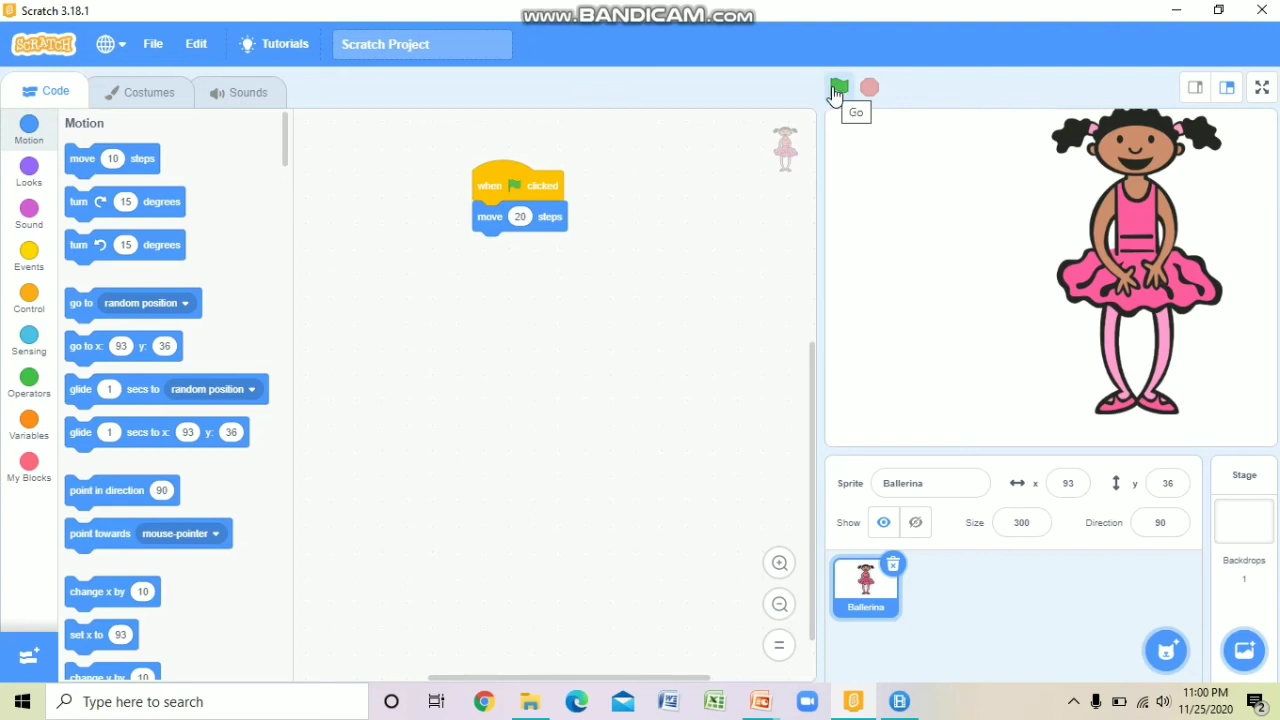 Scratch 3.18.1
www.BANDICAM.com
SCRATCH
File
Edit
Tutorials
Scratch Project
Code
Costumes
Sounds
Go
Motion
Looks
Sound
Events
Control
Sensing
Operators
Variables
My Blocks
Motion
move 10 steps
turn 15 degrees
turn 15 degrees
go to random position
go to x: 93 y: 36
glide 1 secs to random position
glide 1 secs to x: 93 y: 36
point in direction 90
point towards mouse-pointer
change x by 10
set x to 93
change y by 10
when clicked
move 20 steps
Sprite Ballerina x 93 y 36
Show Size 300 Direction 90
Ballerina
Stage
Backdrops
1
Type here to search
11:00 PM
11/25/2020
2